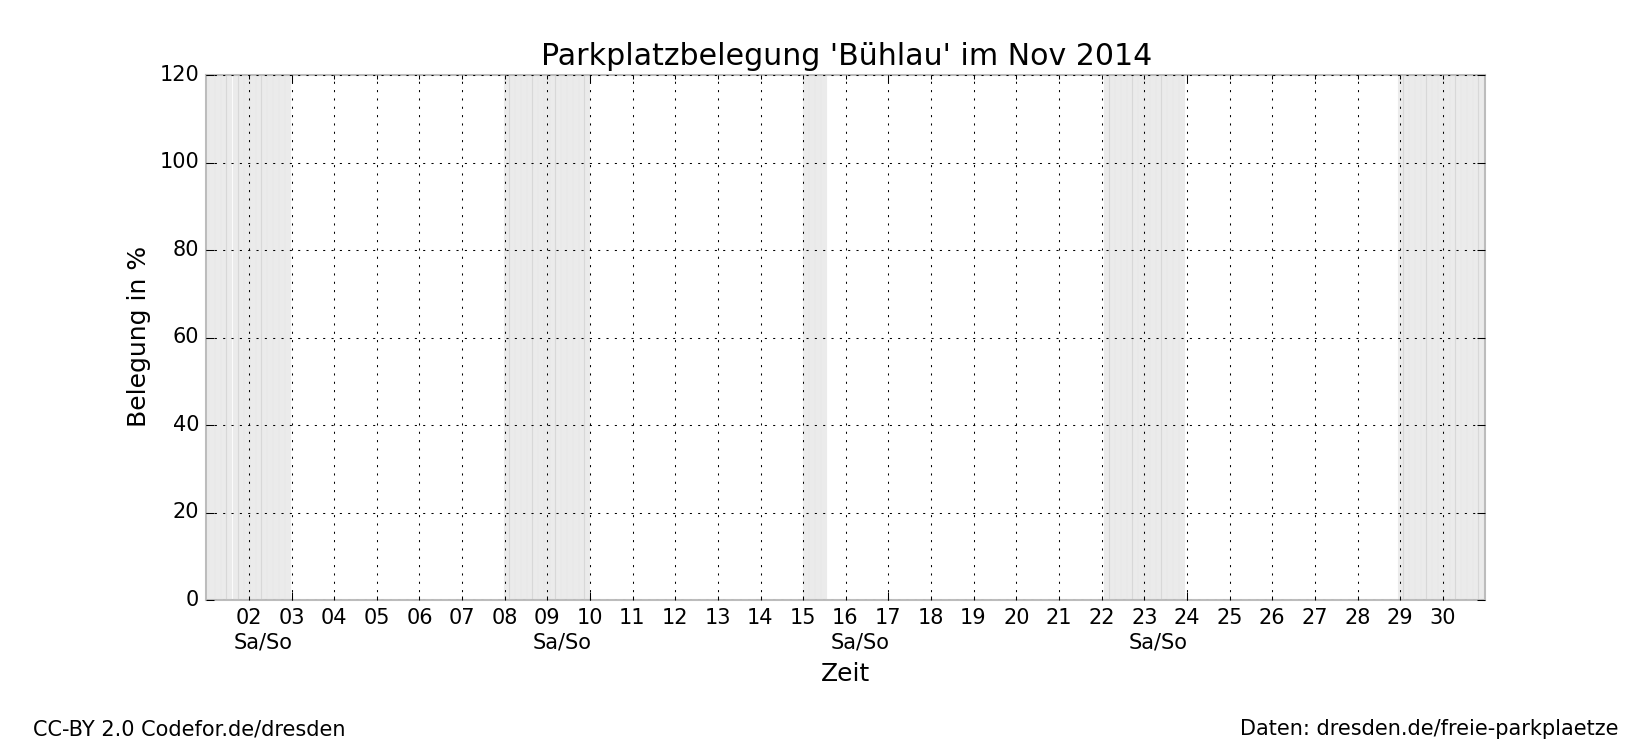 Parkplatzbelegung 'Bühlau' im Nov 2014
120
100
80
60
40
20
0
Belegung in %
02 03 04 05 06 07 08 09 10 11 12 13 14 15 16 17 18 19 20 21 22 23 24 25 26 27 28 29 30
Sa/So Sa/So Sa/So Sa/So
Zeit
CC-BY 2.0 Codefor.de/dresden
Daten: dresden.de/freie-parkplaetze